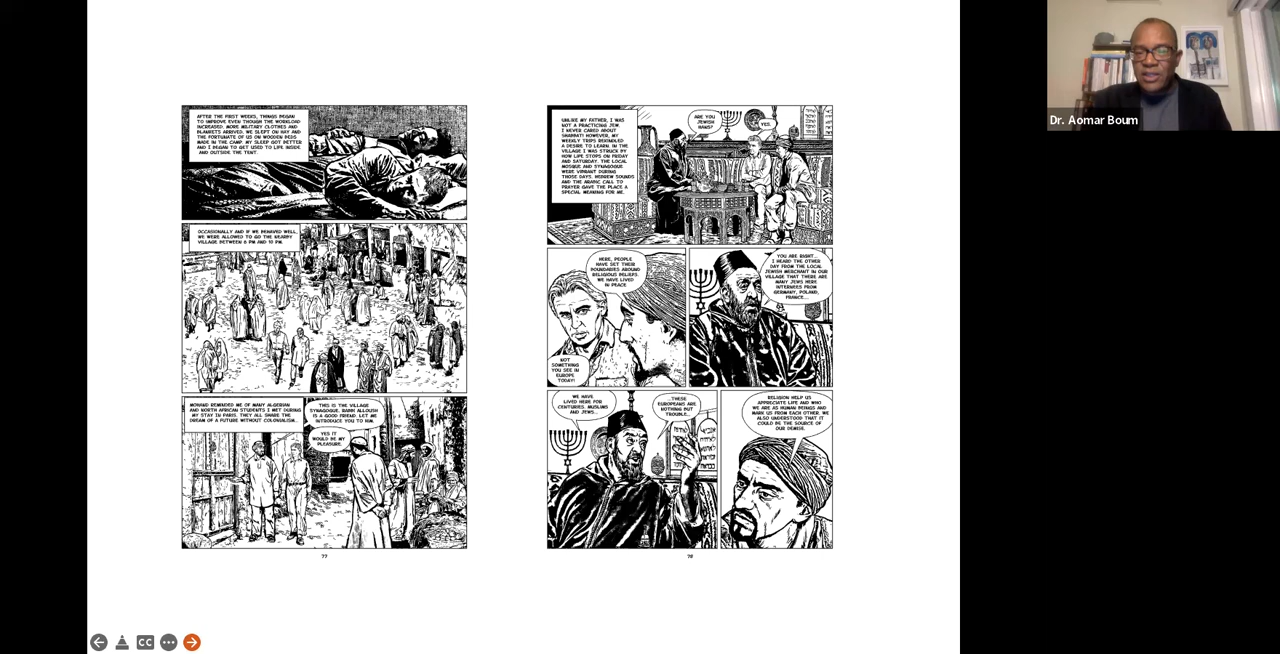 AFTER THE FIRST WEEKS, THINGS BEGAN
TO IMPROVE EVEN THOUGH THE WORKLOAD
INCREASED. MORE MILITARY CLOTHES AND
BLANKETS ARRIVED. WE SLEPT ON HAY AND
THE FORTUNATE OF US ON WOODEN BEDS
MADE IN THE CAMP. MY SLEEP GOT BETTER
AND I BEGAN TO GET USED TO LIFE INSIDE
AND OUTSIDE THE TENT.
OCCASIONALLY AND IF WE BEHAVED WELL,
WE WERE ALLOWED TO GO THE NEARBY
VILLAGE BETWEEN 6 PM AND 10 PM.
MOHAND REMINDED ME OF MANY ALGERIAN
AND NORTH AFRICAN STUDENTS I MET DURING
MY STAY IN PARIS. THEY ALL SHARE THE
DREAM OF A FUTURE WITHOUT COLONIALISM...
THIS IS THE VILLAGE
SYNAGOGUE. RABBI ALLOUSH
IS A GOOD FRIEND. LET ME
INTRODUCE YOU TO HIM.
YES IT
WOULD BE MY
PLEASURE.
77
UNLIKE MY FATHER, I WAS
NOT A PRACTICING JEW.
I NEVER CARED ABOUT
SHABBAT! HOWEVER, MY
WEEKLY TRIPS REKINDLED
A DESIRE TO LEARN. IN THE
VILLAGE I WAS STRUCK BY
HOW LIFE STOPS ON FRIDAY
AND SATURDAY. THE LOCAL
MOSQUE AND SYNAGOGUE
WERE VIBRANT DURING
THOSE DAYS. HEBREW SOUNDS
AND THE ARABIC CALL TO
PRAYER GAVE THE PLACE A
SPECIAL MEANING FOR ME.
ARE YOU
JEWISH
HANS?
YES.
HERE, PEOPLE
HAVE SET THEIR
BOUNDARIES AROUND
RELIGIOUS BELIEFS.
WE HAVE LIVED
IN PEACE.
NOT
SOMETHING
YOU SEE IN
EUROPE
TODAY!
YOU ARE RIGHT...
I HEARD THE OTHER
DAY FROM THE LOCAL
JEWISH MERCHANT IN OUR
VILLAGE THAT THERE ARE
MANY JEWS HERE
INTERNEES FROM
GERMANY, POLAND,
FRANCE....
WE HAVE
LIVED HERE FOR
CENTURIES. MUSLIMS
AND JEWS...
THESE
EUROPEANS ARE
NOTHING BUT
TROUBLE...
RELIGION HELP US
APPRECIATE LIFE AND WHO
WE ARE AS HUMAN BEINGS AND
MARK US FROM EACH OTHER. WE
ALSO UNDERSTOOD THAT IT
COULD BE THE SOURCE OF
OUR DEMISE.
78
Dr. Aomar Boum
CC